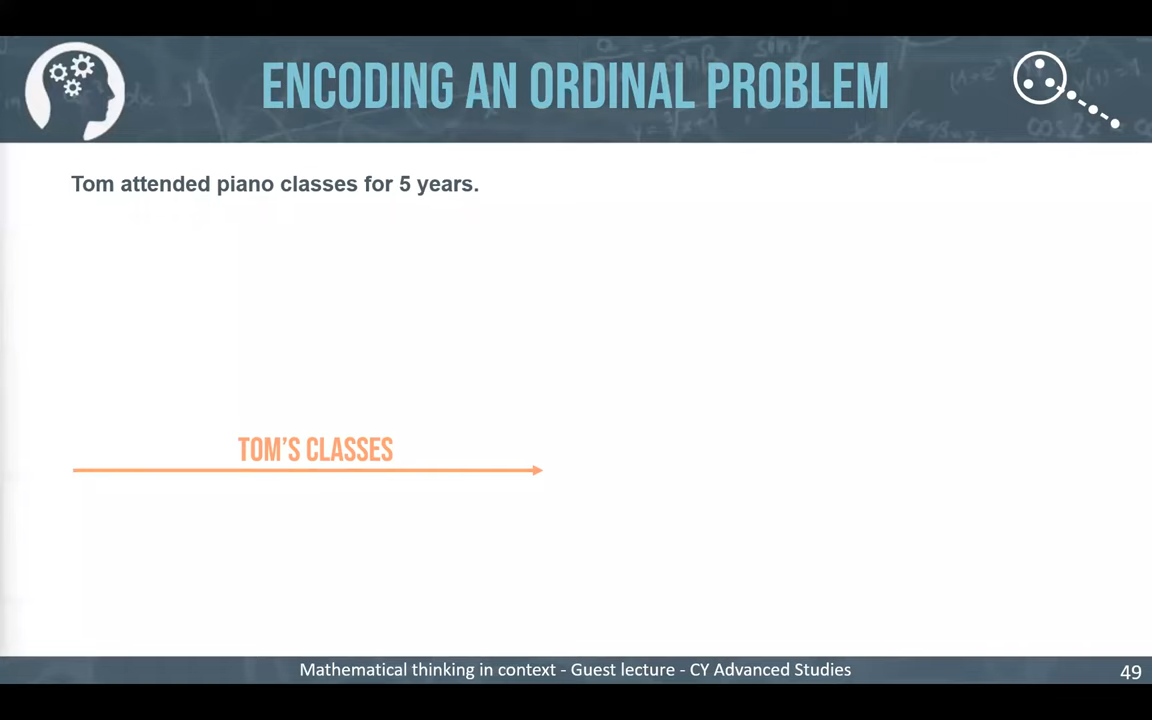 ENCODING AN ORDINAL PROBLEM
Tom attended piano classes for 5 years.
TOM'S CLASSES
Mathematical thinking in context - Guest lecture - CY Advanced Studies
49